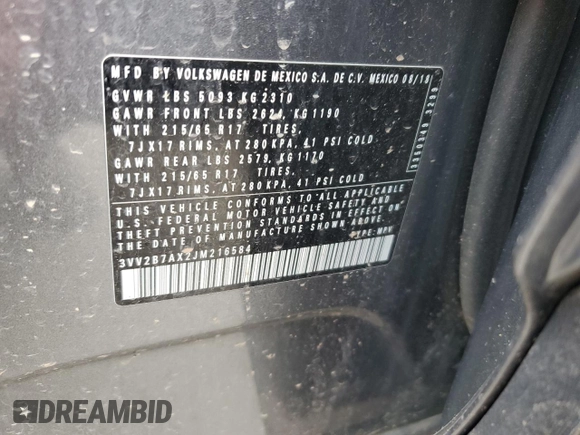 MFD BY VOLKSWAGEN DE MEXICO S.A. DE C.V. MEXICO 08/18
GVWR LBS 5093 KG 2310
GAWR FRONT LBS 2624, KG 1190
WITH 215/65 R17 TIRES.
7JX17 RIMS, AT 280 KPA, 41 PSI COLD
GAWR REAR LBS 2579, KG 1170
WITH 215/65 R17 TIRES.
7JX17 RIMS, AT 280 KPA, 41 PSI COLD
THIS VEHICLE CONFORMS TO ALL APPLICABLE
U.S. FEDERAL MOTOR VEHICLE SAFETY AND
THEFT PREVENTION STANDARDS IN EFFECT ON
THE DATE OF MANUFACTURE SHOWN ABOVE.
TYPE: MPV
DREAMBID